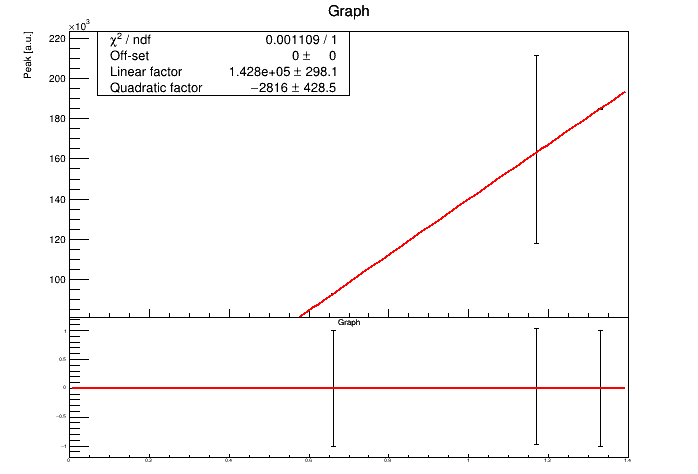 Graph
×10³
Peak [a.u.]
χ² / ndf 0.001109 / 1
Off-set 0 ± 0
Linear factor 1.428e+05 ± 298.1
Quadratic factor −2816 ± 428.5
220
200
180
160
140
120
100
Graph
1
0.5
0
−0.5
−1
0 0.2 0.4 0.6 0.8 1 1.2 1.4